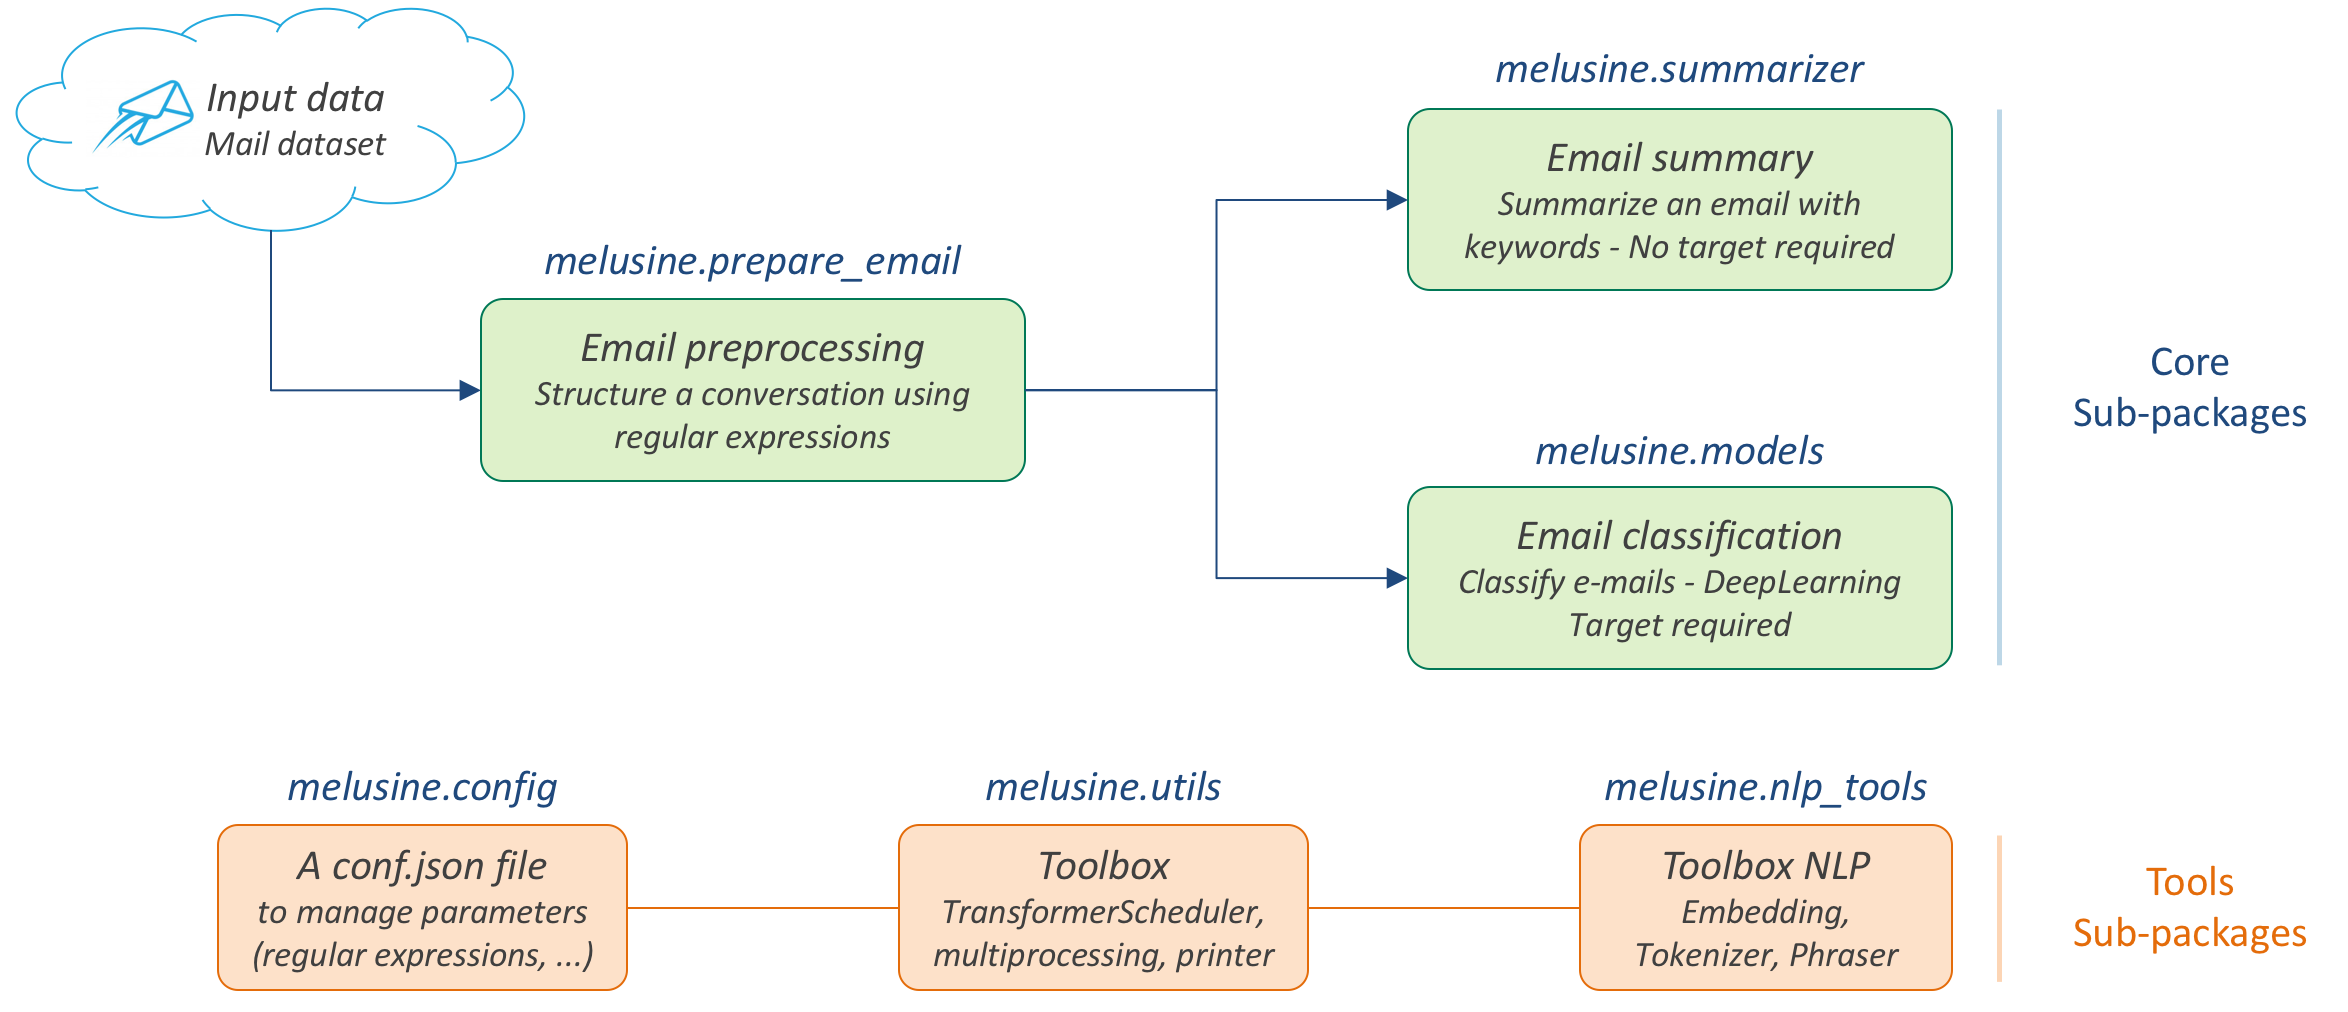 Input data
Mail dataset
melusine.prepare_email
Email preprocessing
Structure a conversation using
regular expressions
melusine.summarizer
Email summary
Summarize an email with
keywords - No target required
melusine.models
Email classification
Classify e-mails - DeepLearning
Target required
Core
Sub-packages
melusine.config
A conf.json file
to manage parameters
(regular expressions, ...)
melusine.utils
Toolbox
TransformerScheduler,
multiprocessing, printer
melusine.nlp_tools
Toolbox NLP
Embedding,
Tokenizer, Phraser
Tools
Sub-packages